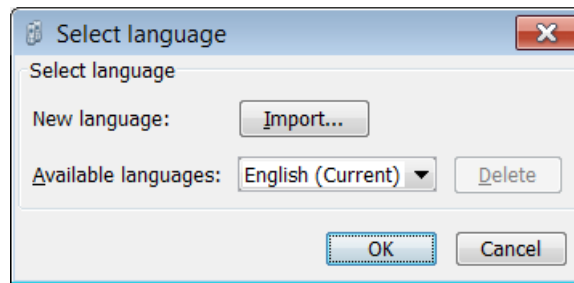 Select language
Select language
New language: Import...
Available languages: English (Current) Delete
OK Cancel